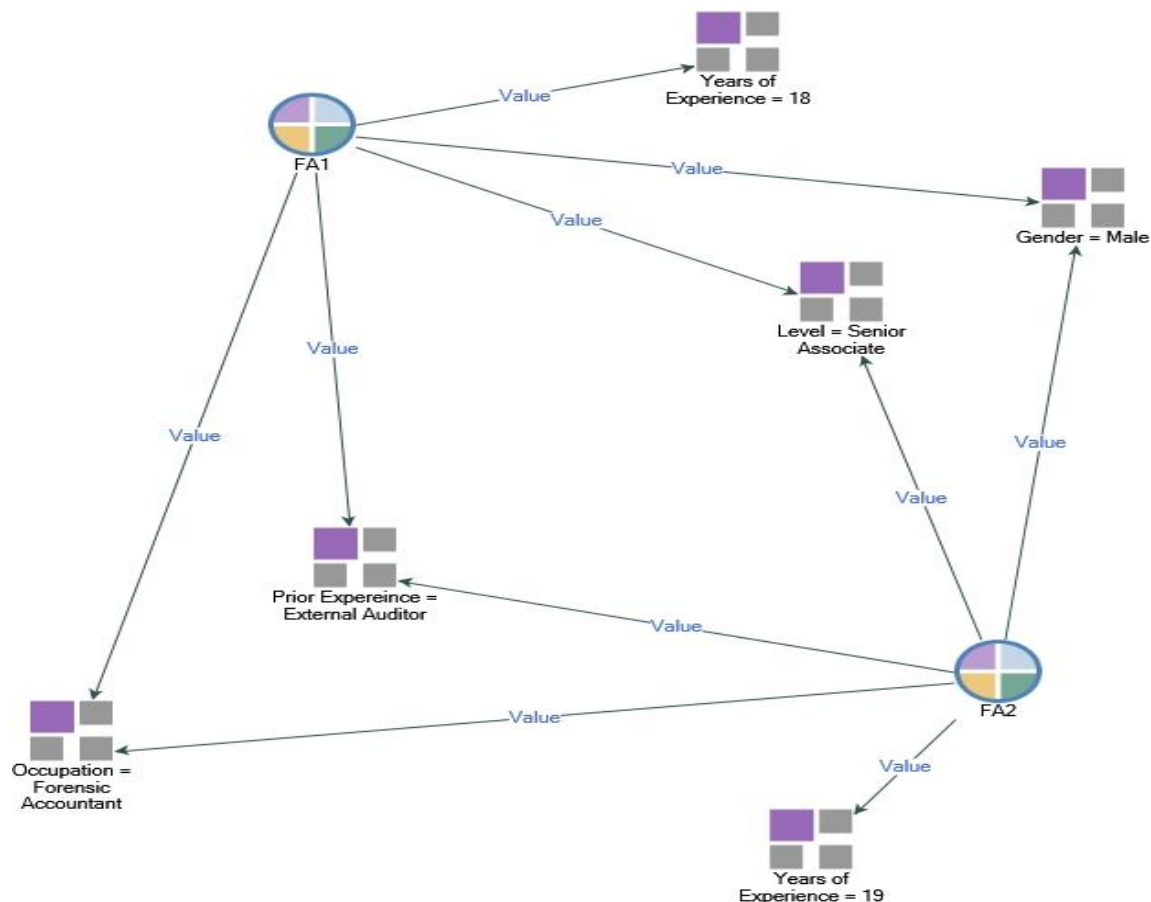 Years of
Experience = 18
Value
FA1
Value
Gender = Male
Value
Level = Senior
Associate
Value
Value
Value
Value
Prior Expereince =
External Auditor
Value
FA2
Value
Occupation =
Forensic
Accountant
Value
Years of
Experience = 19